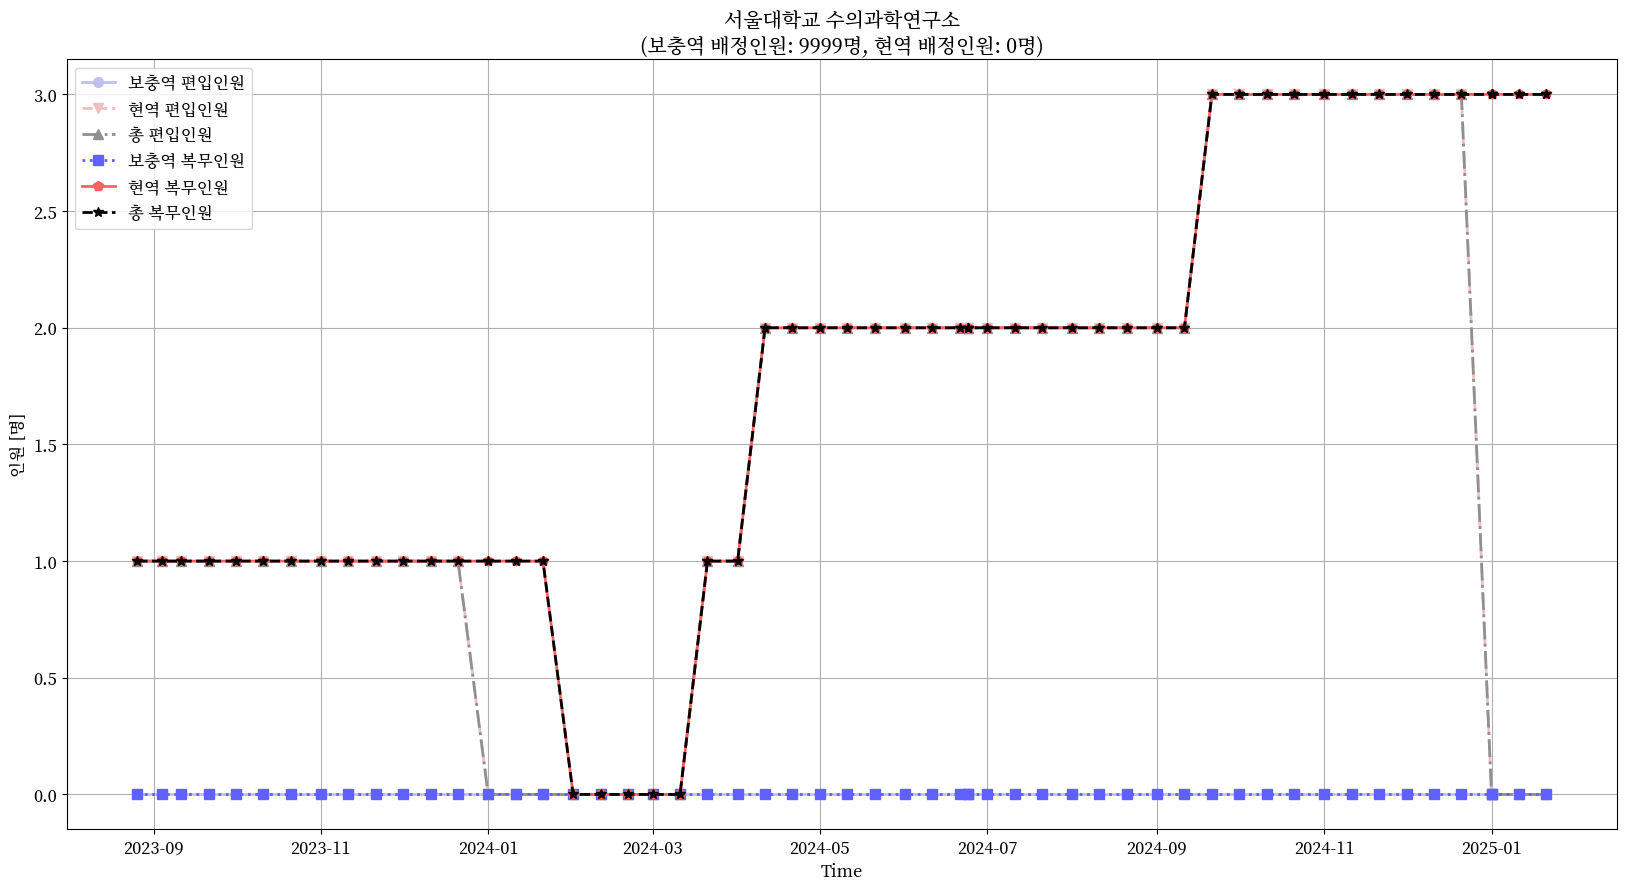 서울대학교 수의과학연구소
(보충역 배정인원: 9999명, 현역 배정인원: 0명)
보충역 편입인원
현역 편입인원
총 편입인원
보충역 복무인원
현역 복무인원
총 복무인원
인원 [명]
3.0
2.5
2.0
1.5
1.0
0.5
0.0
2023-09
2023-11
2024-01
2024-03
2024-05
2024-07
2024-09
2024-11
2025-01
Time